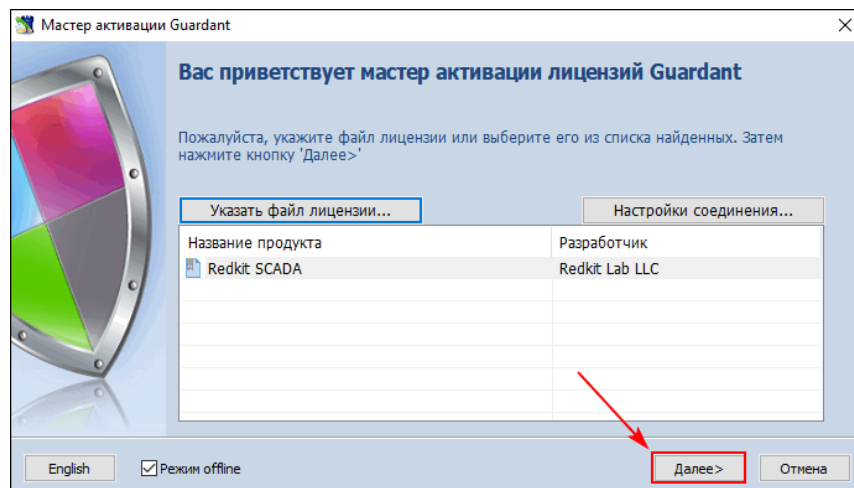 Мастер активации Guardant
Вас приветствует мастер активации лицензий Guardant
Пожалуйста, укажите файл лицензии или выберите его из списка найденных. Затем
нажмите кнопку 'Далее>'
Указать файл лицензии...
Настройки соединения...
Название продукта
Разработчик
Redkit SCADA
Redkit Lab LLC
English
Режим offline
Далее>
Отмена